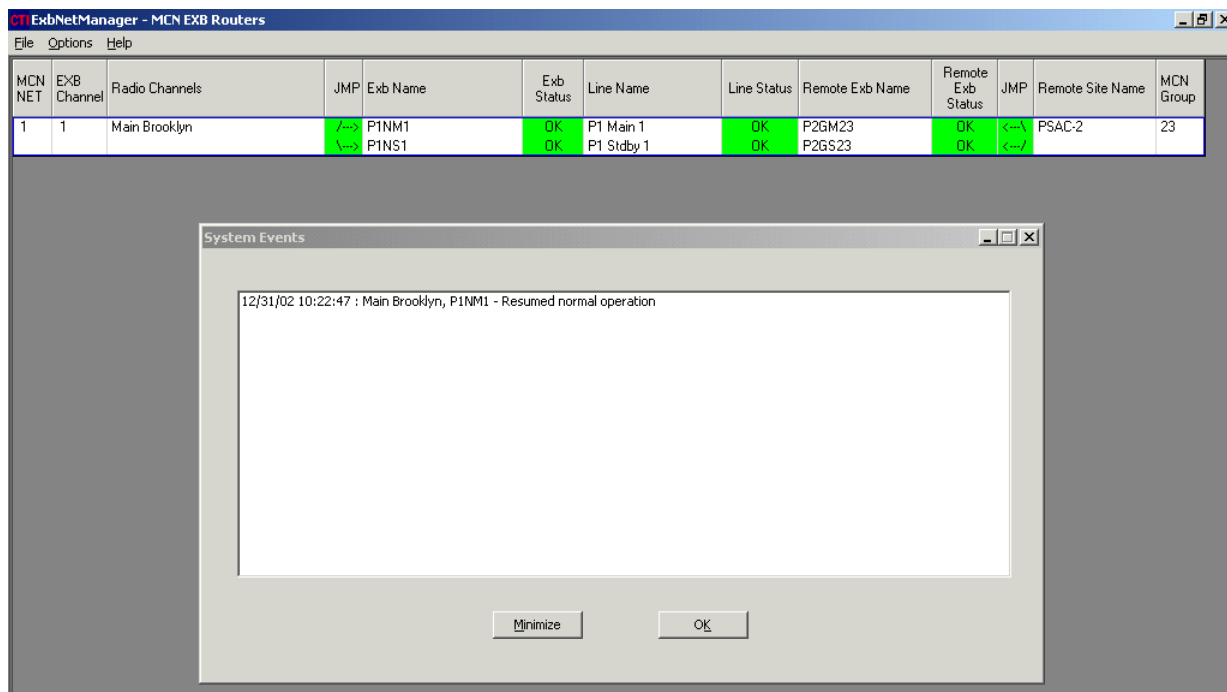 CTI ExbNetManager - MCN EXB Routers
File Options Help
MCN NET EXB Channel Radio Channels JMP Exb Name Exb Status Line Name Line Status Remote Exb Name Remote Exb Status JMP Remote Site Name MCN Group
1 1 Main Brooklyn /---> P1NM1 OK P1 Main 1 OK P2GM23 OK <---\ PSAC-2 23
\---> P1NS1 OK P1 Stdby 1 OK P2GS23 OK <---/
System Events
12/31/02 10:22:47 : Main Brooklyn, P1NM1 - Resumed normal operation
Minimize OK